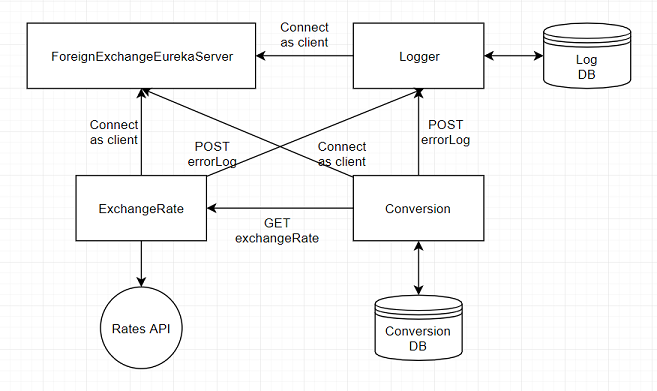 Connect
as client
ForeignExchangeEurekaServer
Logger
Log
DB
Connect
as client
POST
errorLog
Connect
as client
POST
errorLog
ExchangeRate
Conversion
GET
exchangeRate
Rates API
Conversion
DB